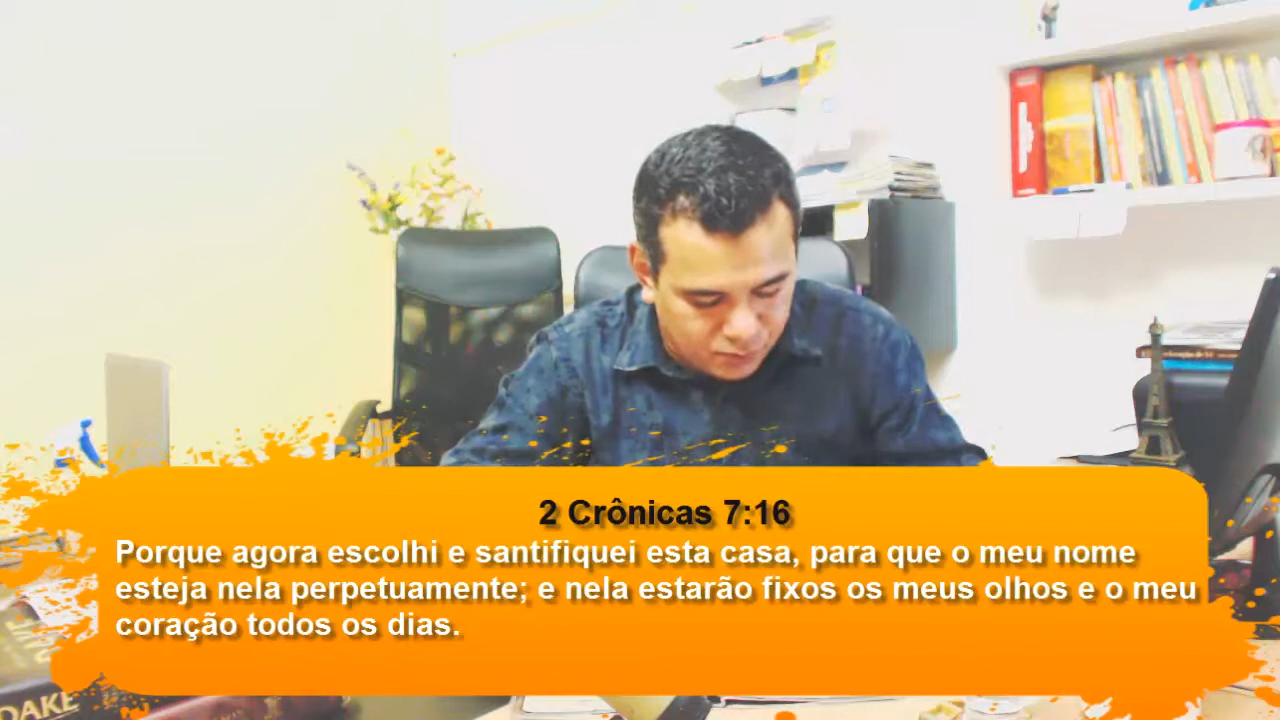 2 Crônicas 7:16
Porque agora escolhi e santifiquei esta casa, para que o meu nome
esteja nela perpetuamente; e nela estarão fixos os meus olhos e o meu
coração todos os dias.
DAKE